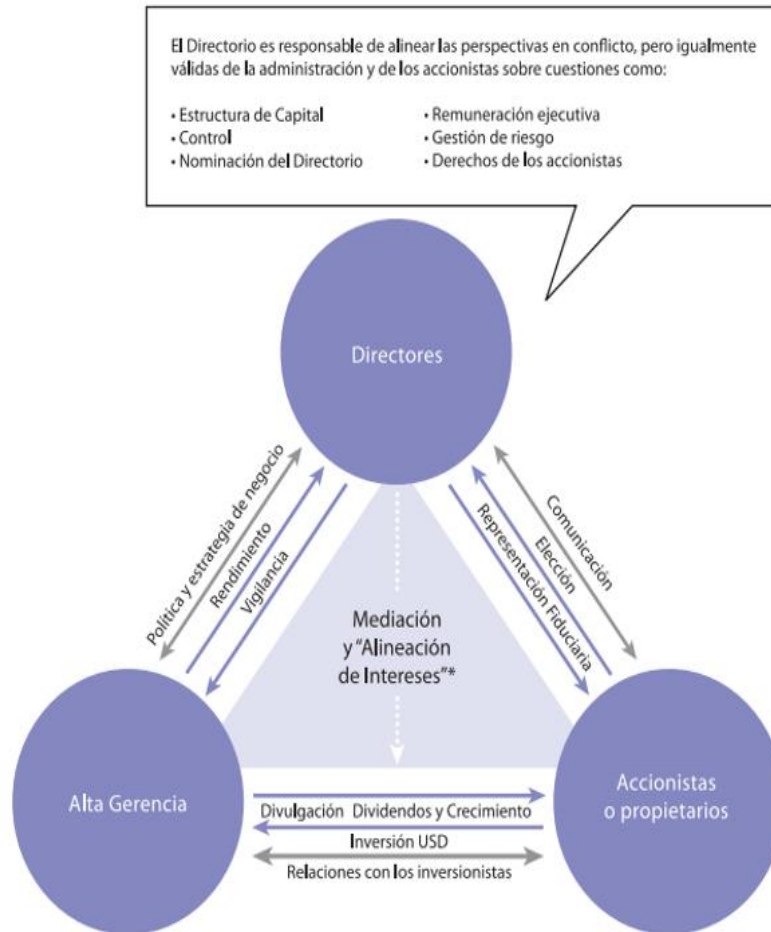 El Directorio es responsable de alinear las perspectivas en conflicto, pero igualmente
válidas de la administración y de los accionistas sobre cuestiones como:
• Estructura de Capital
• Control
• Nominación del Directorio
• Remuneración ejecutiva
• Gestión de riesgo
• Derechos de los accionistas
Directores
Política y estrategia de negocio
Rendimiento
Vigilancia
Comunicación
Elección
Representación Fiduciaria
Mediación
y "Alineación
de Intereses"*
Alta Gerencia
Accionistas
o propietarios
Divulgación Dividendos y Crecimiento
Inversión USD
Relaciones con los inversionistas